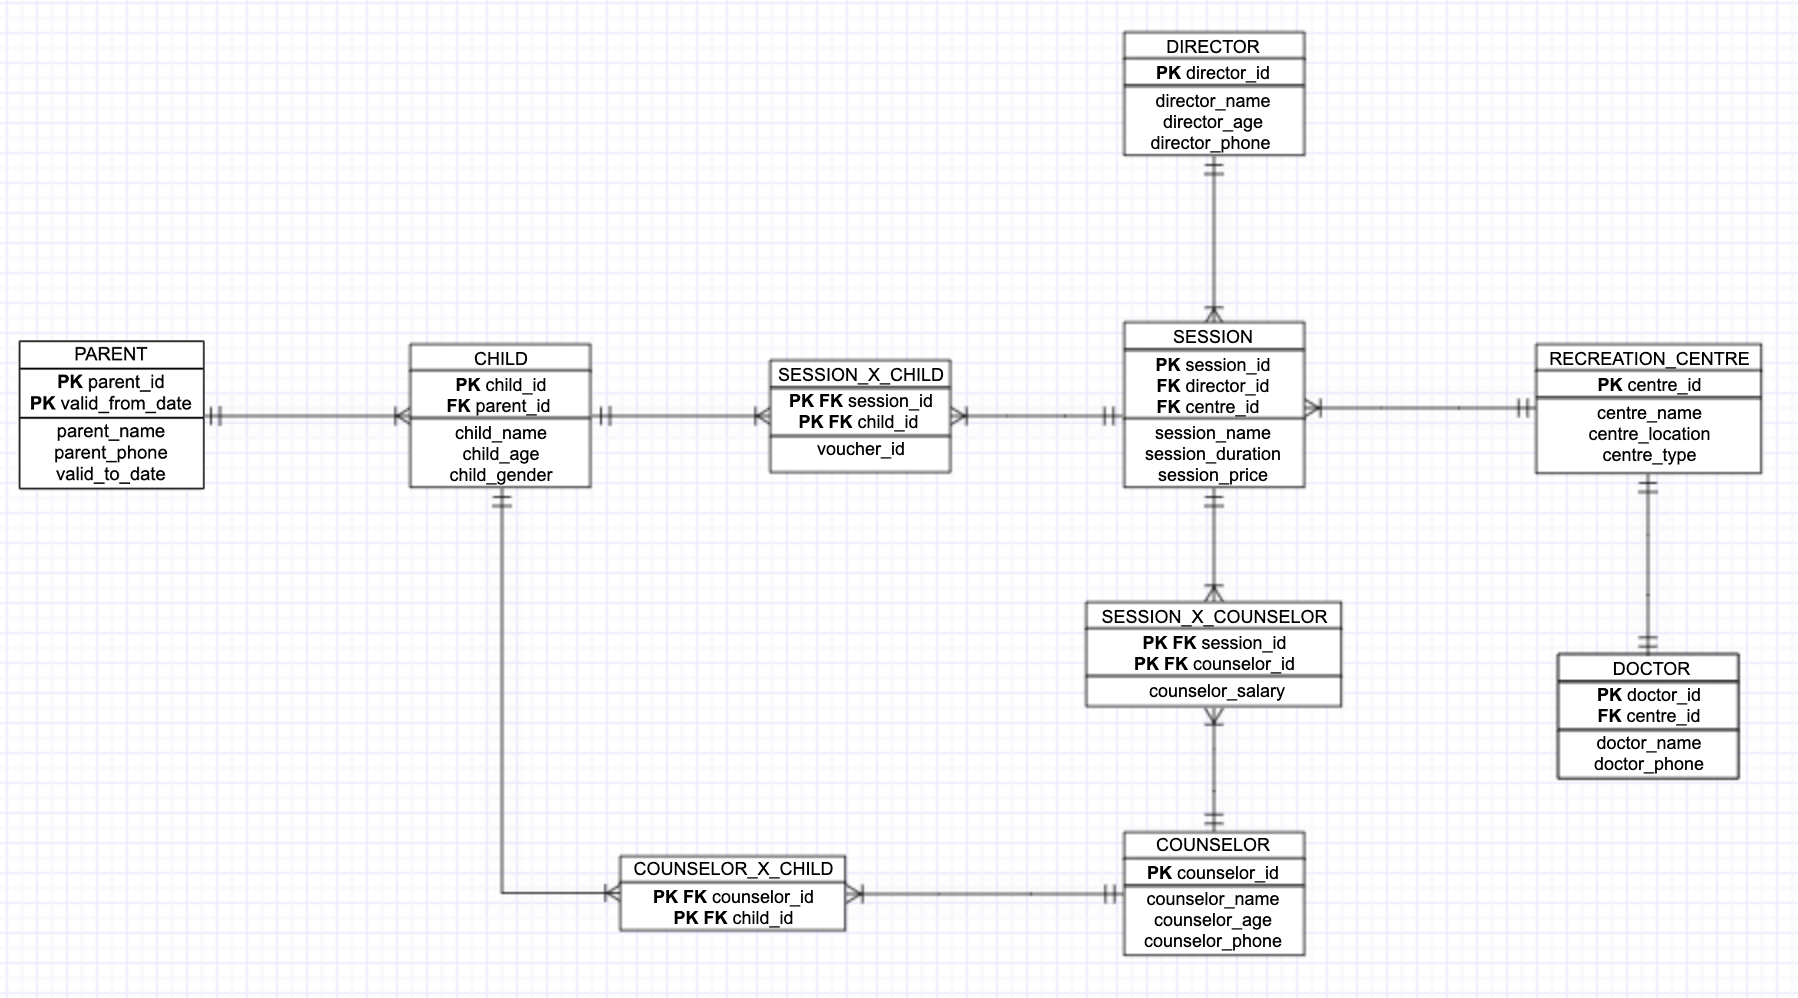 DIRECTOR
PK director_id
director_name
director_age
director_phone
PARENT
PK parent_id
PK valid_from_date
parent_name
parent_phone
valid_to_date
CHILD
PK child_id
FK parent_id
child_name
child_age
child_gender
SESSION_X_CHILD
PK FK session_id
PK FK child_id
voucher_id
SESSION
PK session_id
FK director_id
FK centre_id
session_name
session_duration
session_price
RECREATION_CENTRE
PK centre_id
centre_name
centre_location
centre_type
SESSION_X_COUNSELOR
PK FK session_id
PK FK counselor_id
counselor_salary
DOCTOR
PK doctor_id
FK centre_id
doctor_name
doctor_phone
COUNSELOR_X_CHILD
PK FK counselor_id
PK FK child_id
COUNSELOR
PK counselor_id
counselor_name
counselor_age
counselor_phone